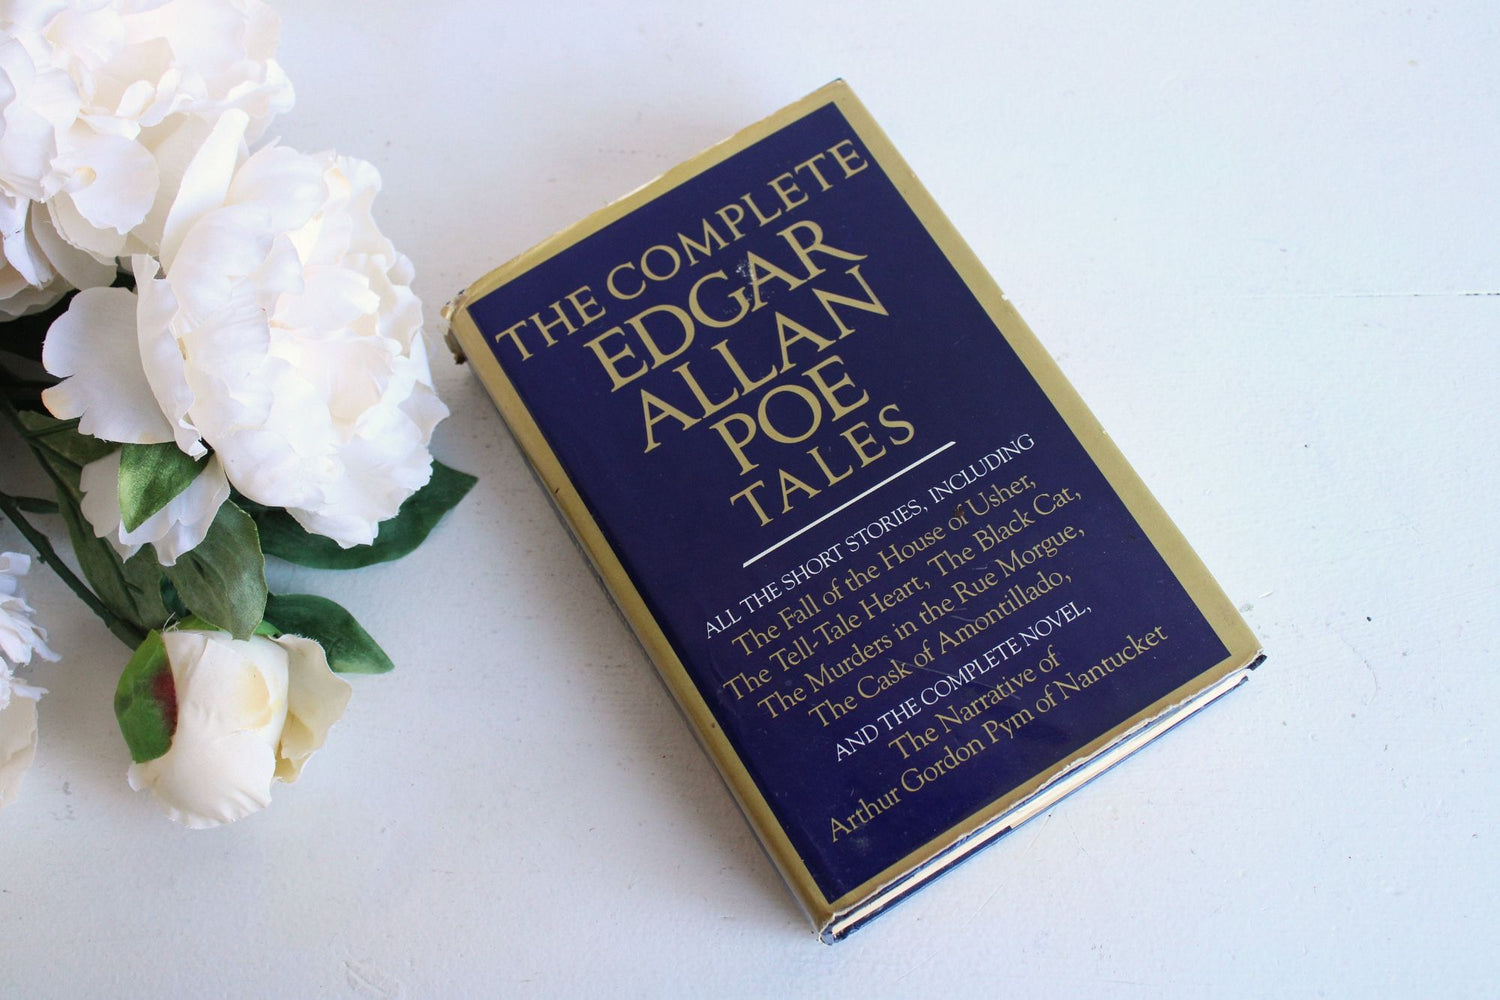 THE COMPLETE
EDGAR
ALLAN
POE
TALES
ALL THE SHORT STORIES, INCLUDING
The Fall of the House of Usher,
The Tell-Tale Heart, The Black Cat,
The Murders in the Rue Morgue,
The Cask of Amontillado,
AND THE COMPLETE NOVEL,
The Narrative of
Arthur Gordon Pym of Nantucket